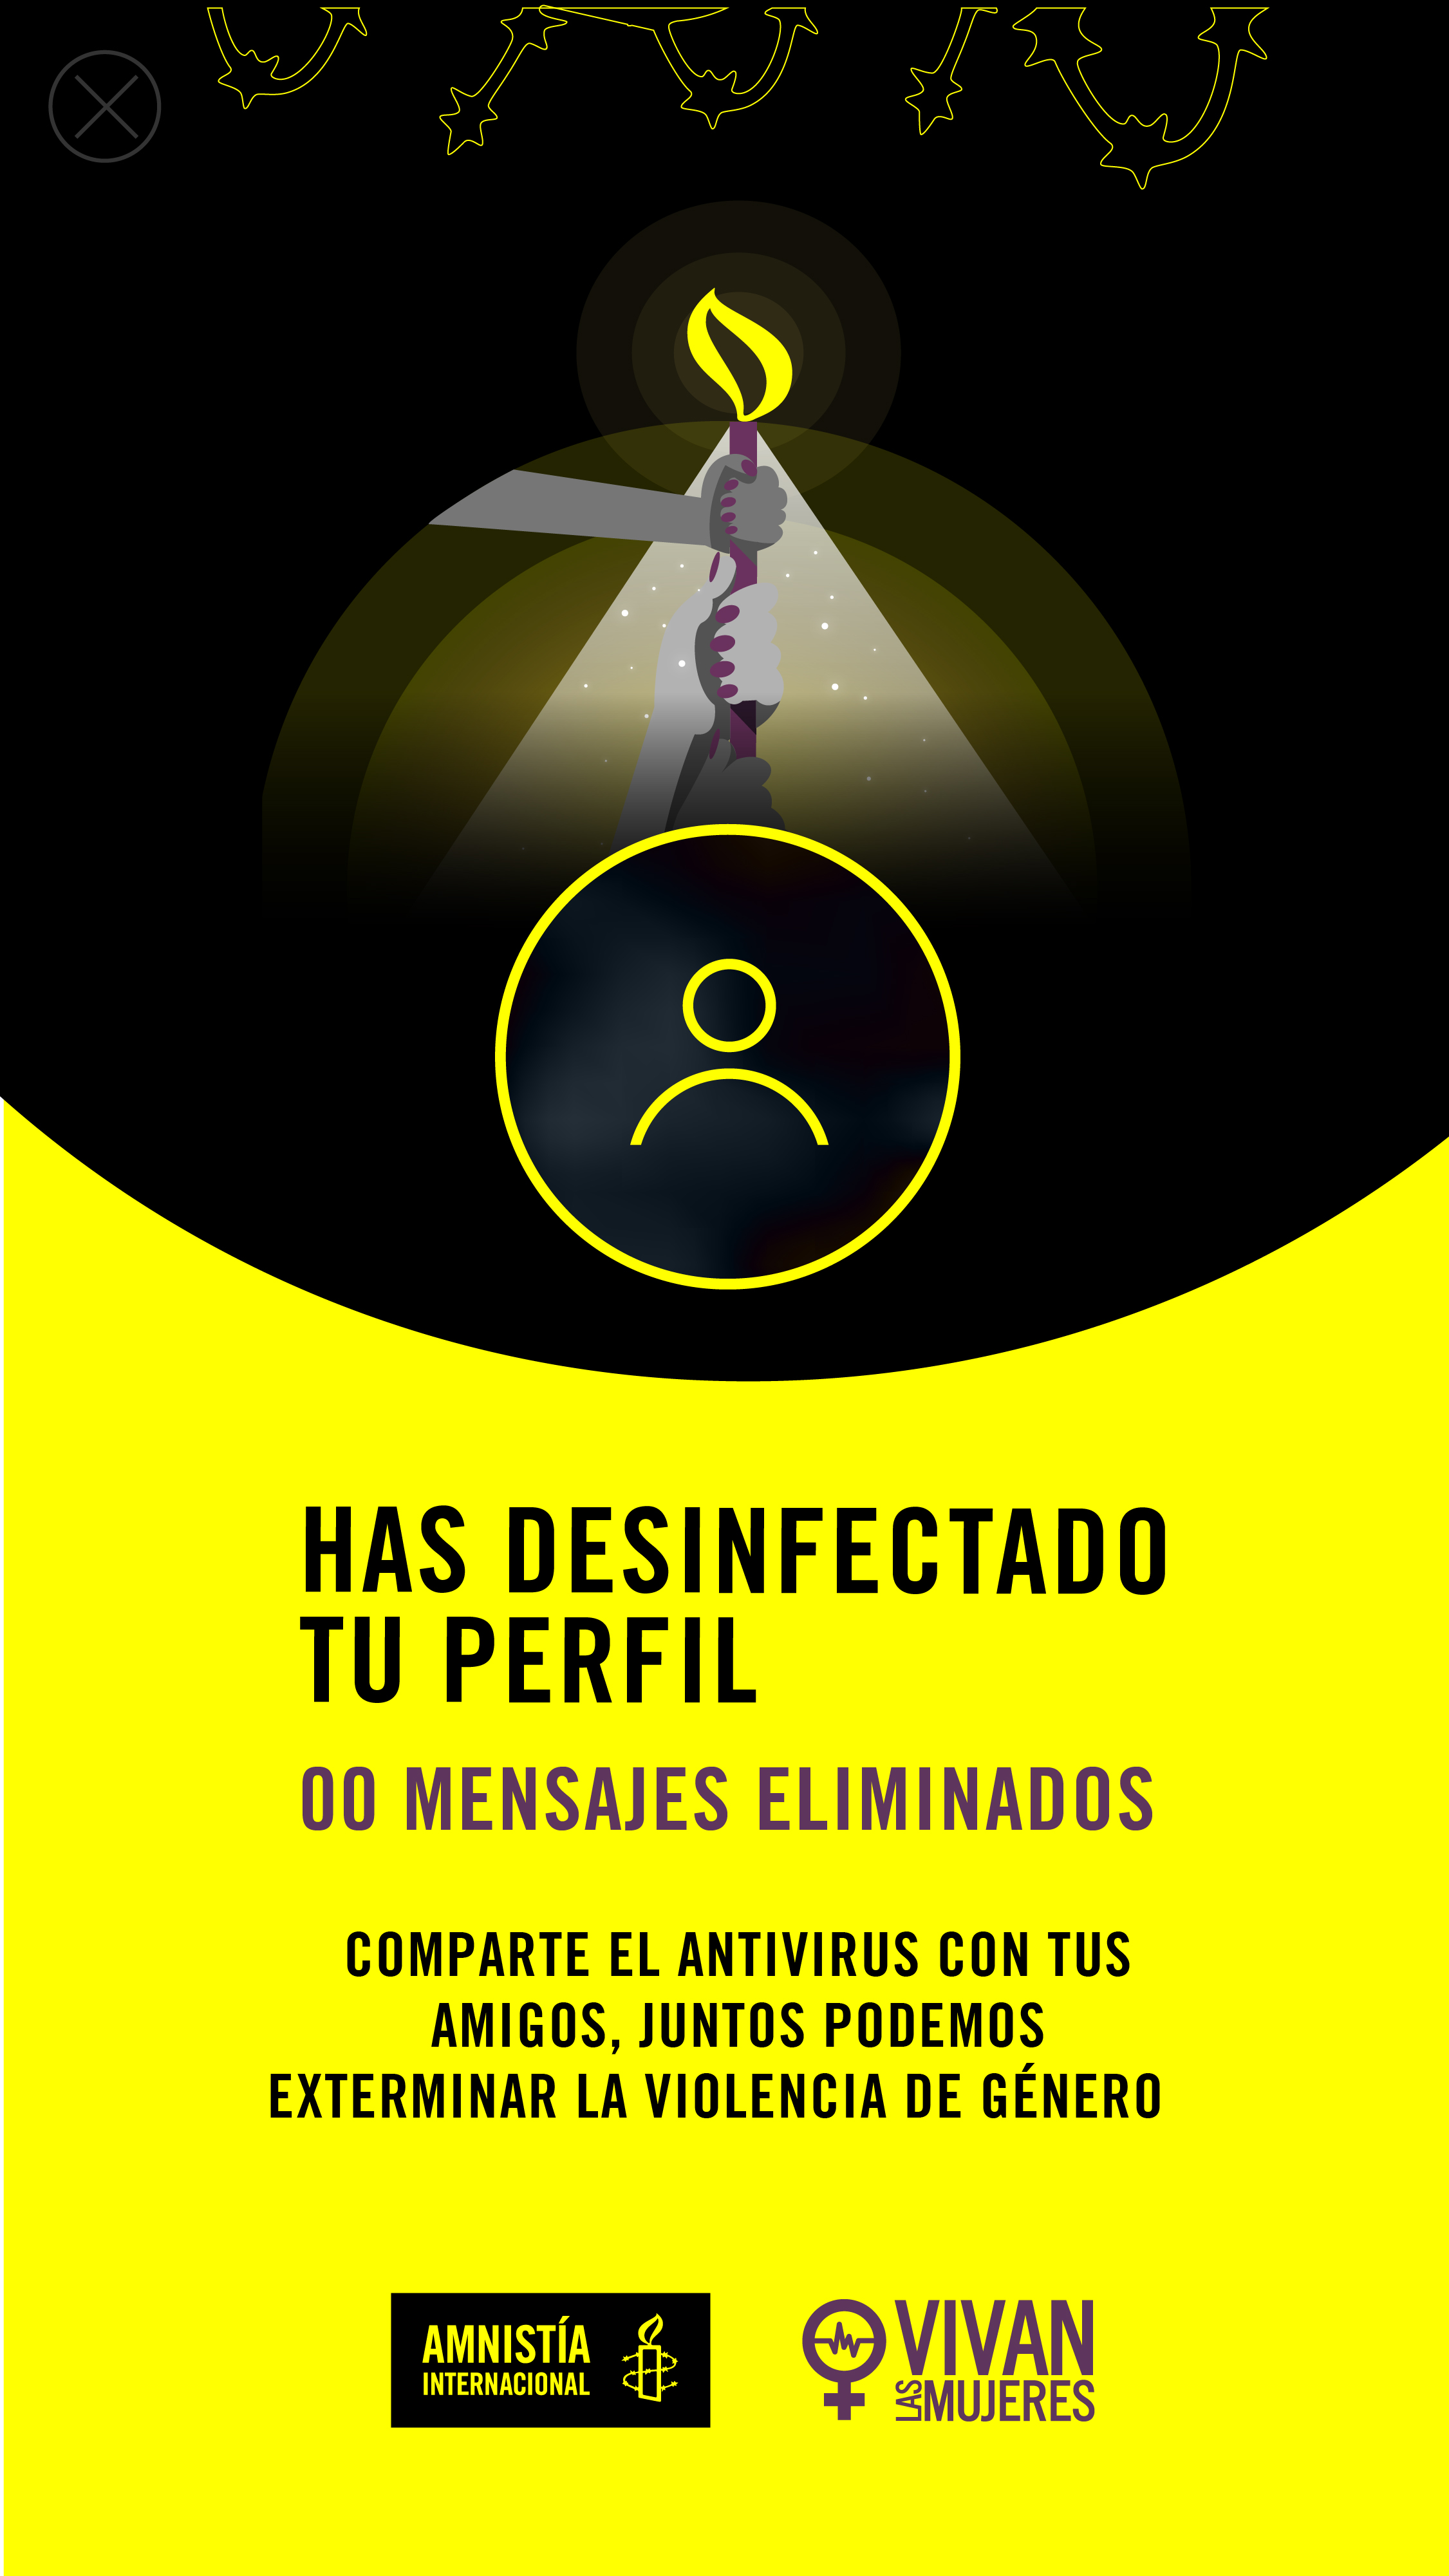 HAS DESINFECTADO
TU PERFIL
00 MENSAJES ELIMINADOS
COMPARTE EL ANTIVIRUS CON TUS
AMIGOS, JUNTOS PODEMOS
EXTERMINAR LA VIOLENCIA DE GÉNERO
AMNISTÍA
INTERNACIONAL
VIVAN
LAS MUJERES